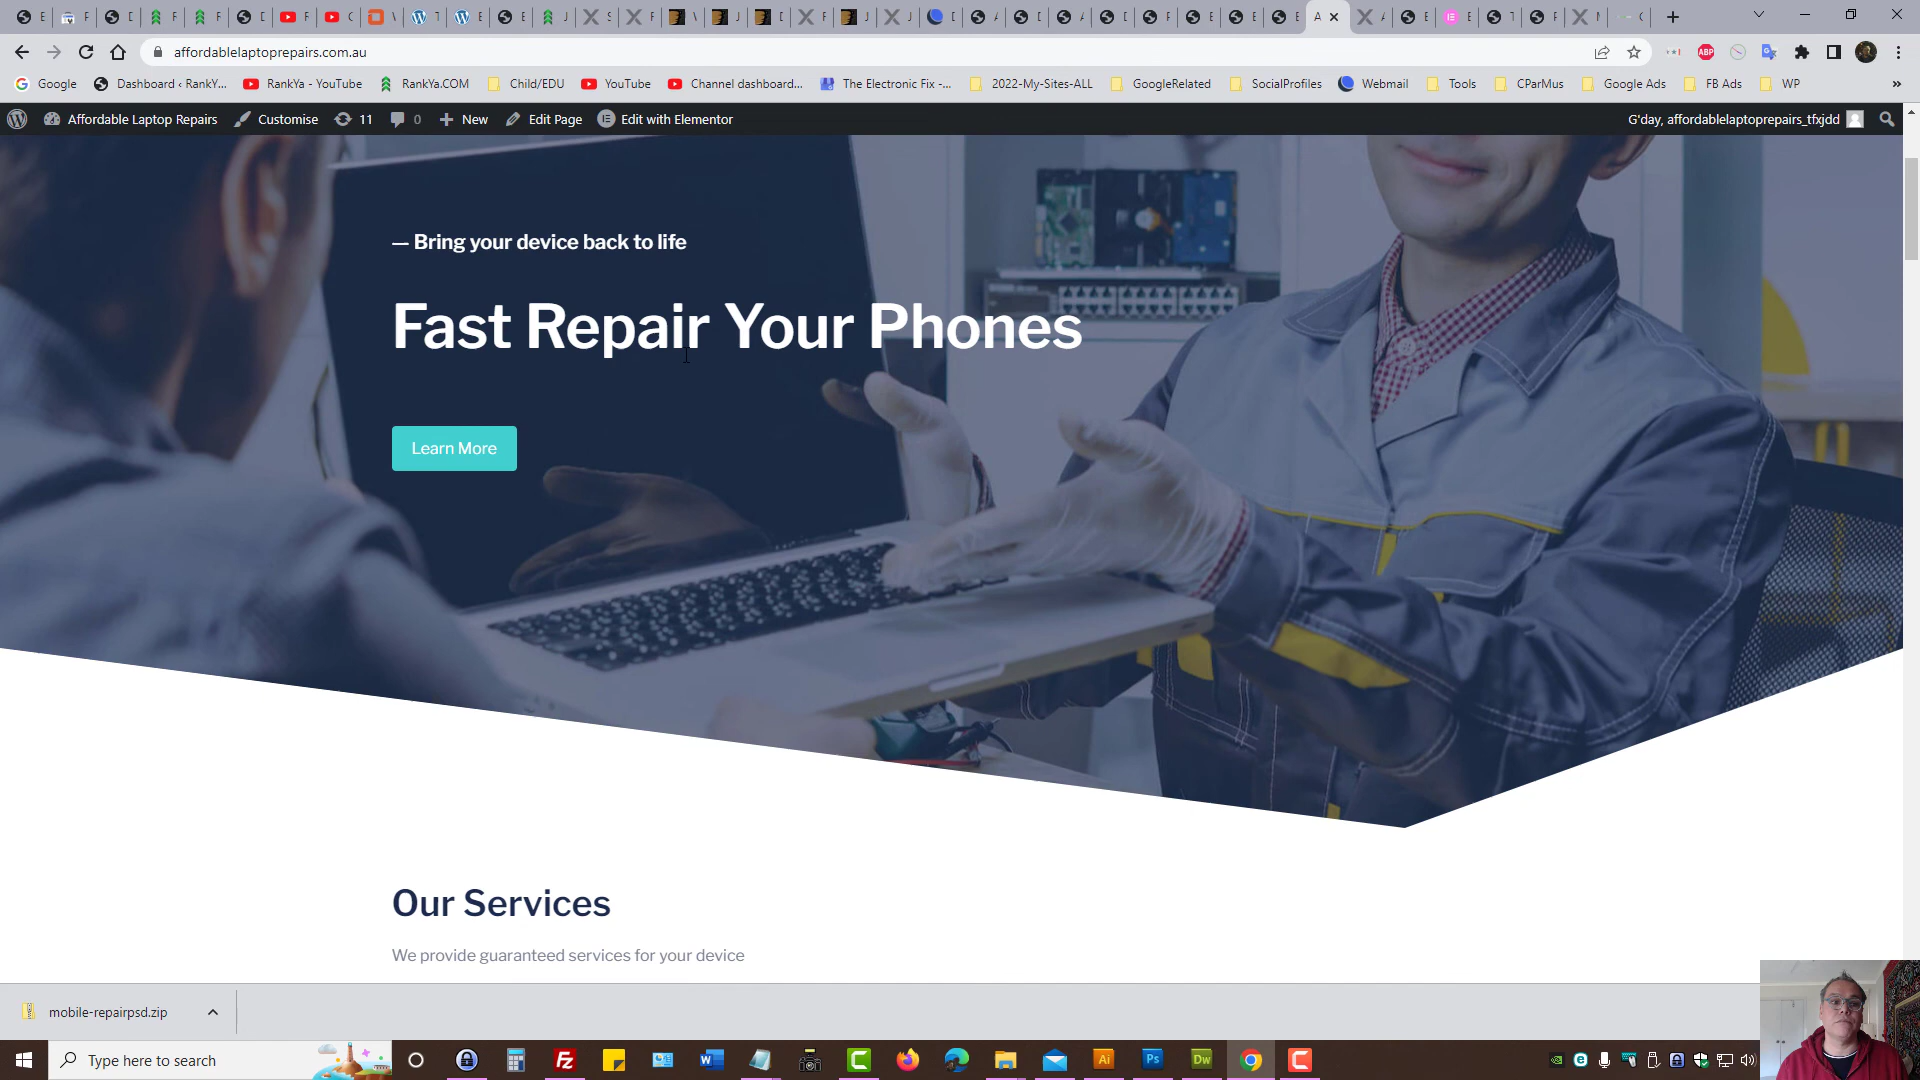 affordablelaptoprepairs.com.au
Google
Dashboard ‹ RankY...
RankYa - YouTube
RankYa.COM
Child/EDU
YouTube
Channel dashboard...
The Electronic Fix -...
2022-My-Sites-ALL
GoogleRelated
SocialProfiles
Webmail
Tools
CParMus
Google Ads
FB Ads
WP
»
Affordable Laptop Repairs
Customise
11
0
New
Edit Page
Edit with Elementor
G'day, affordablelaptoprepairs_tfxjdd
— Bring your device back to life
Fast Repair Your Phones
Learn More
Our Services
We provide guaranteed services for your device
mobile-repairpsd.zip
Type here to search